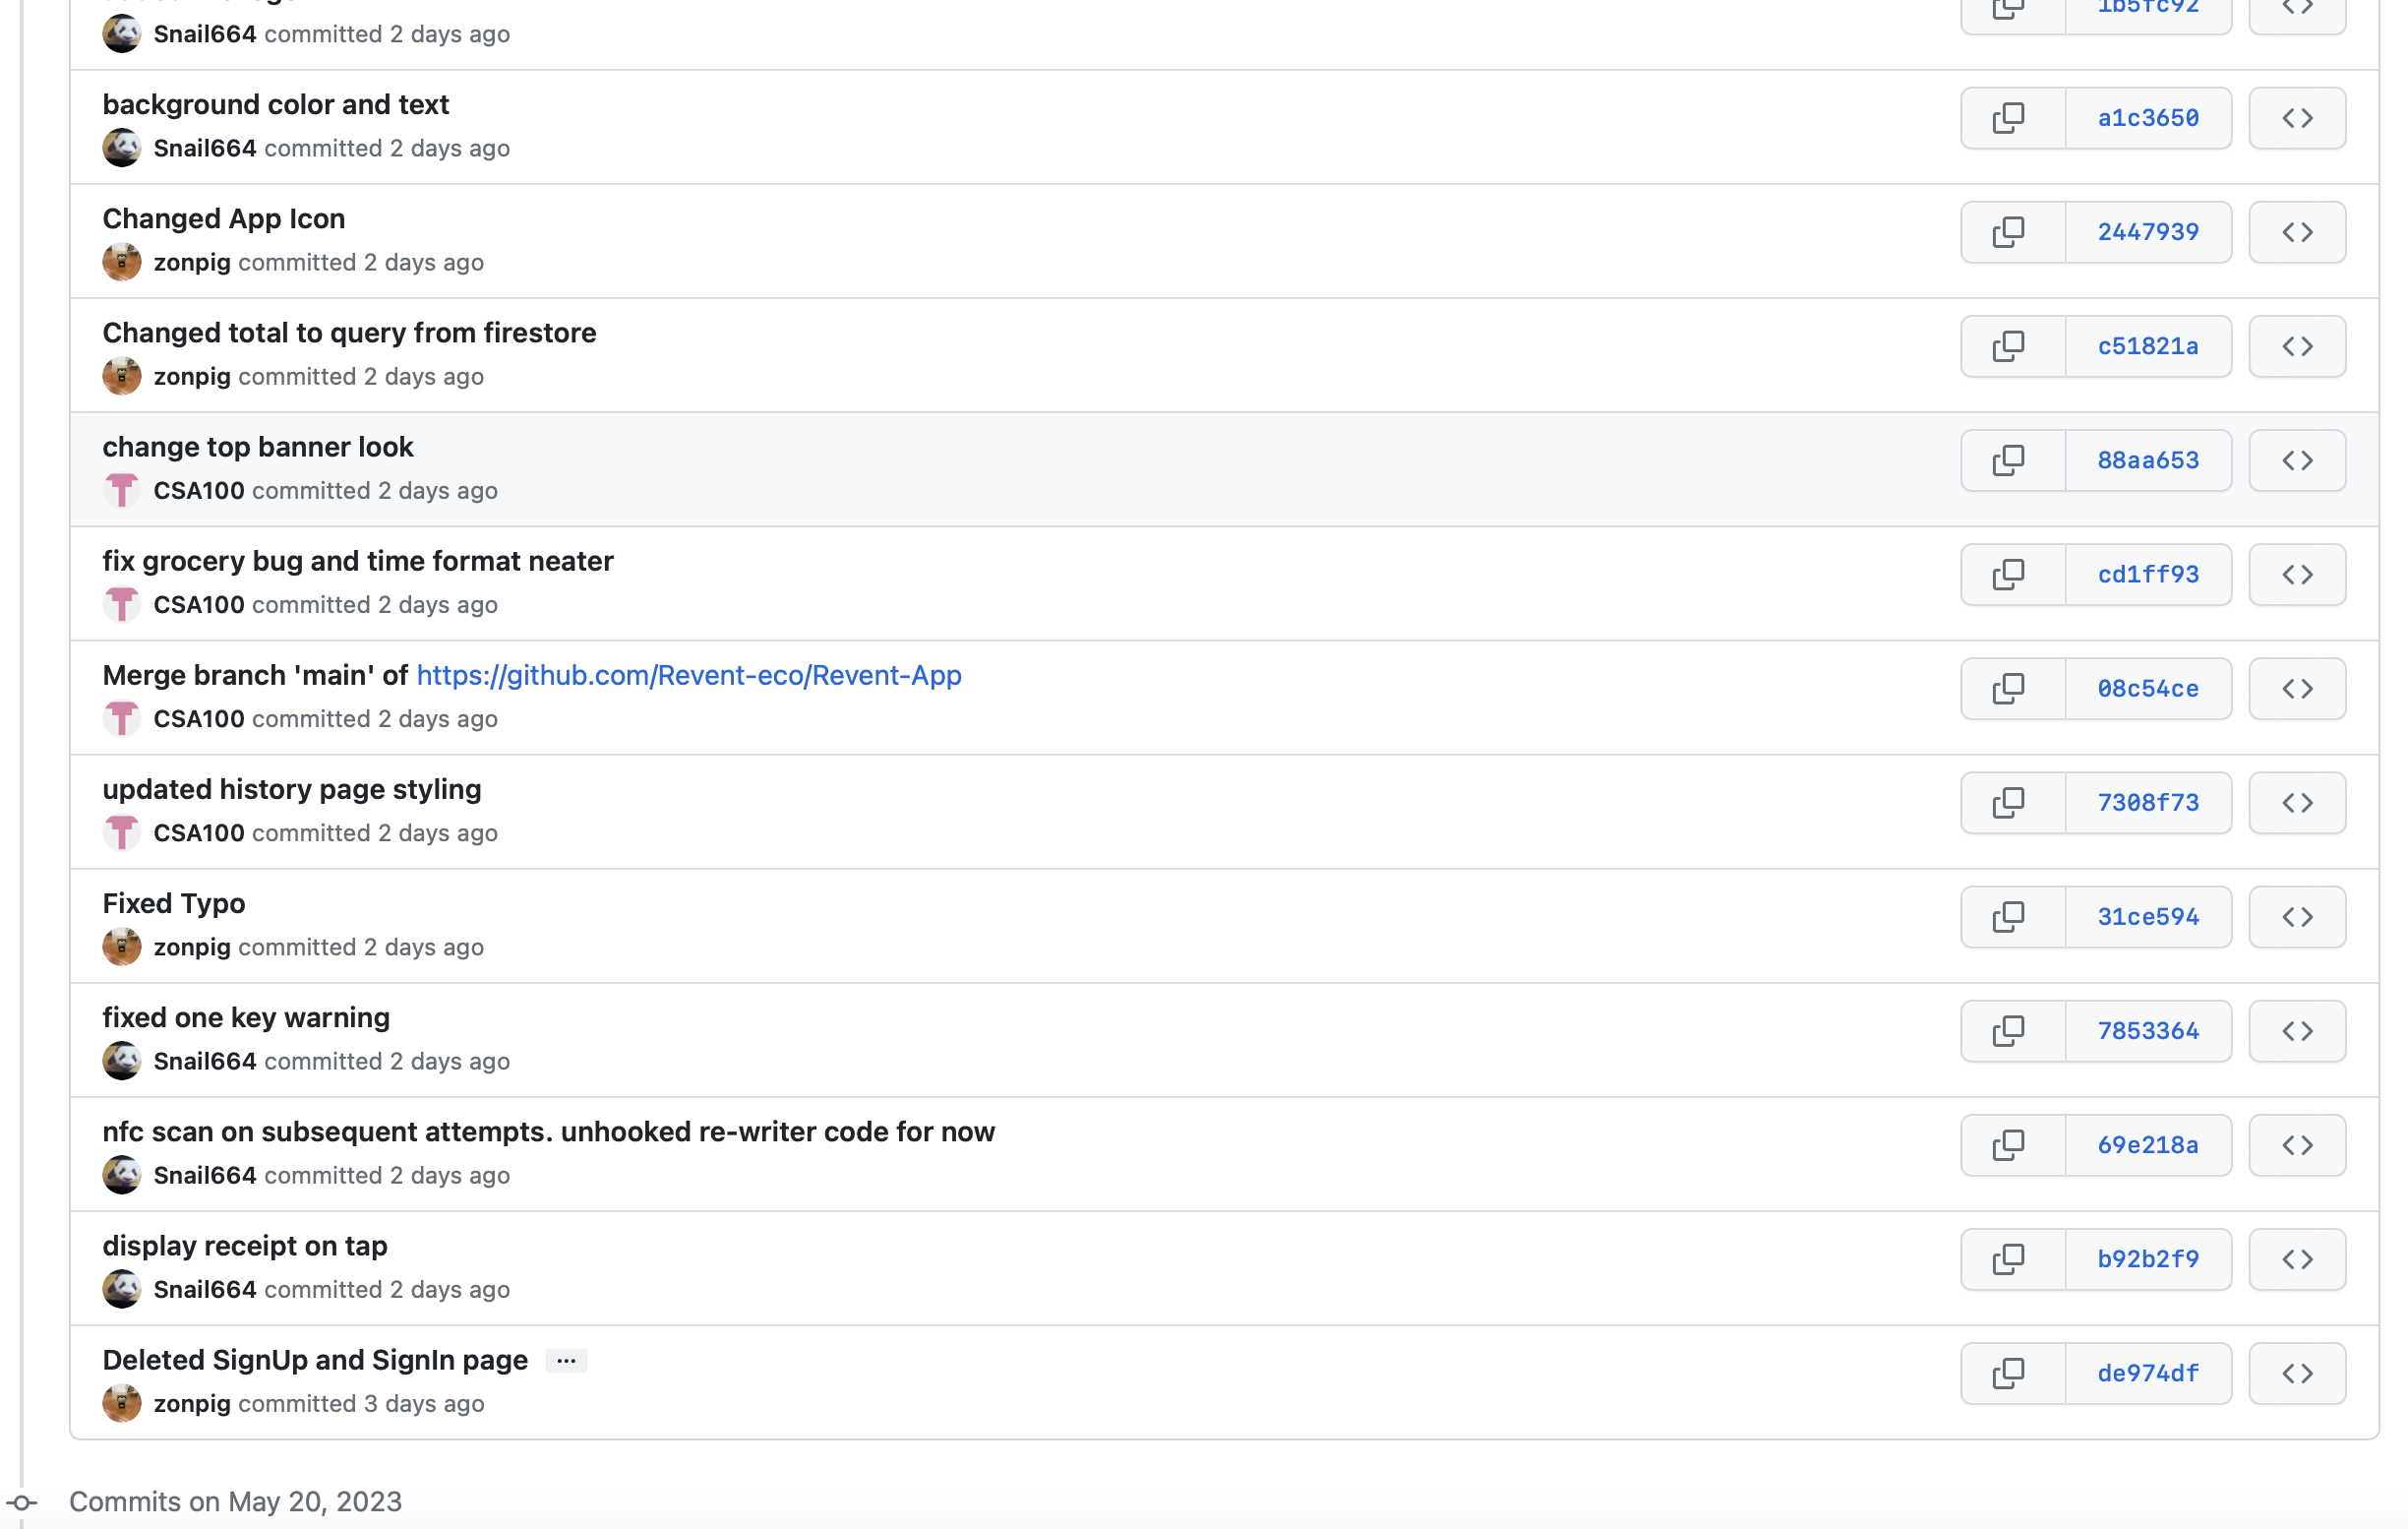 Snail664 committed 2 days ago
1b5fc92
background color and text
Snail664 committed 2 days ago
a1c3650
Changed App Icon
zonpig committed 2 days ago
2447939
Changed total to query from firestore
zonpig committed 2 days ago
c51821a
change top banner look
CSA100 committed 2 days ago
88aa653
fix grocery bug and time format neater
CSA100 committed 2 days ago
cd1ff93
Merge branch 'main' of https://github.com/Revent-eco/Revent-App
CSA100 committed 2 days ago
08c54ce
updated history page styling
CSA100 committed 2 days ago
7308f73
Fixed Typo
zonpig committed 2 days ago
31ce594
fixed one key warning
Snail664 committed 2 days ago
7853364
nfc scan on subsequent attempts. unhooked re-writer code for now
Snail664 committed 2 days ago
69e218a
display receipt on tap
Snail664 committed 2 days ago
b92b2f9
Deleted SignUp and SignIn page ...
zonpig committed 3 days ago
de974df
Commits on May 20, 2023